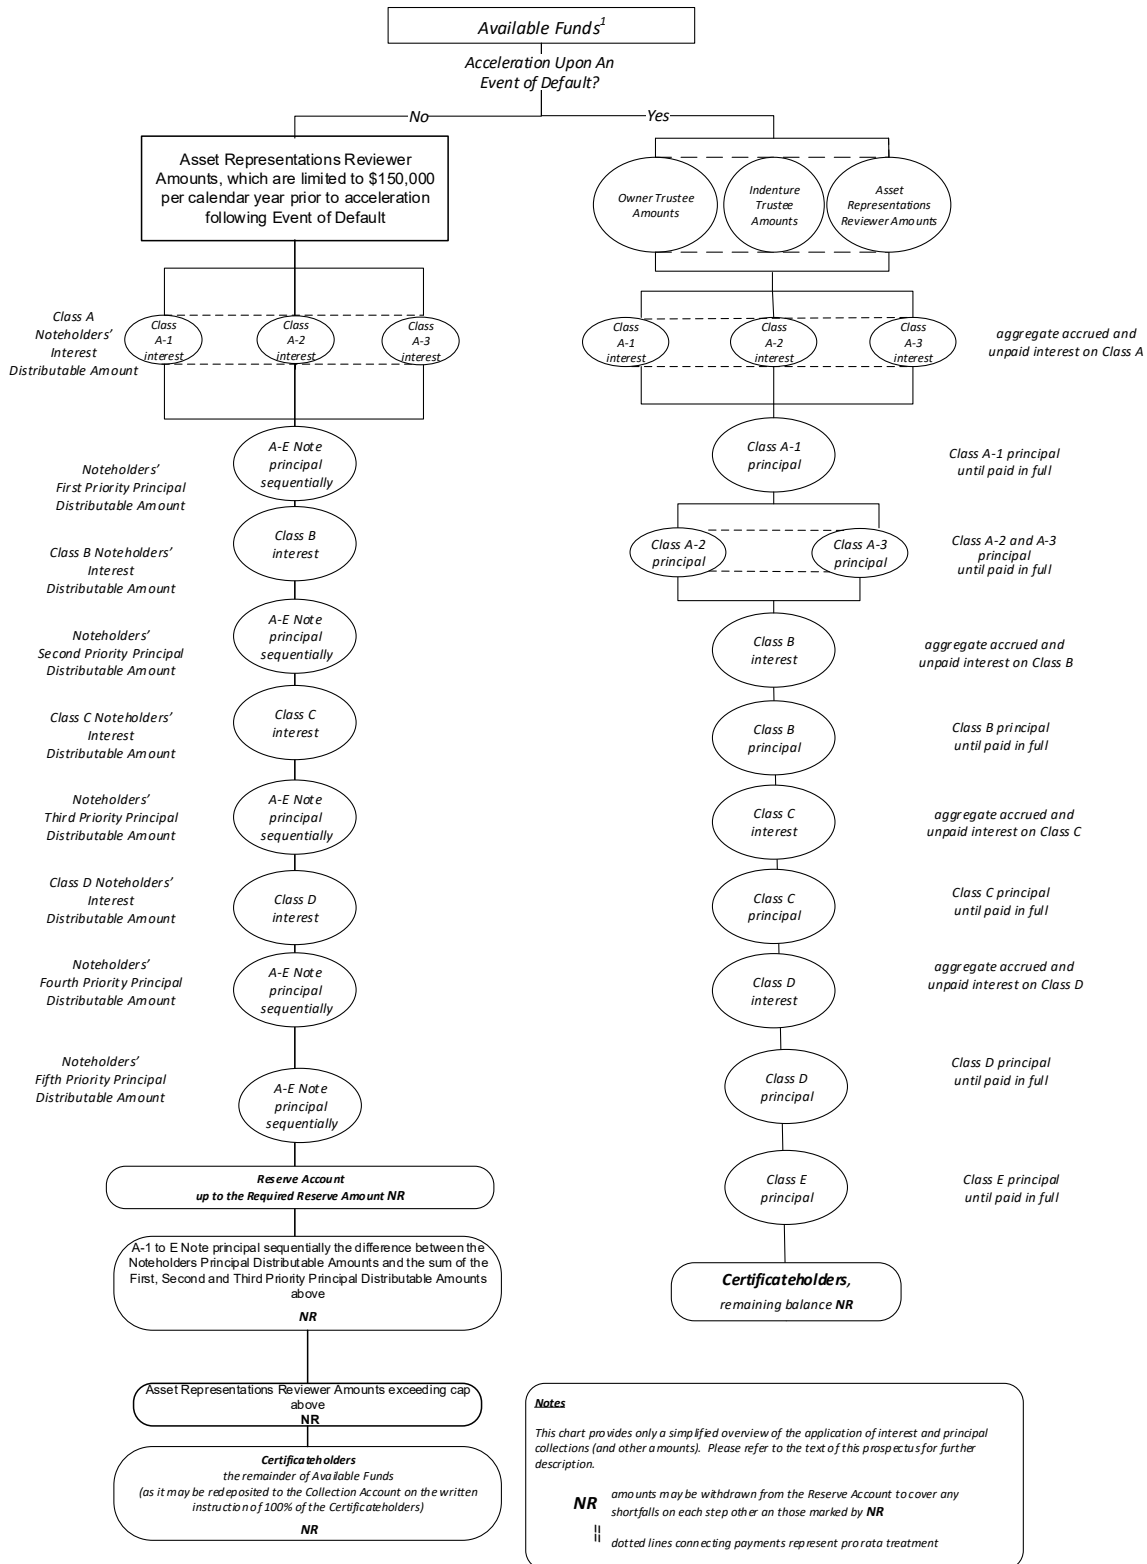 Available Funds1
Acceleration Upon An
Event of Default?
No
Yes
Asset Representations Reviewer
Amounts, which are limited to $150,000
per calendar year prior to acceleration
following Event of Default
Class A
Noteholders'
Interest
Distributable Amount
Class
A-1
interest
Class
A-2
interest
Class
A-3
interest
A-E Note
principal
sequentially
Noteholders'
First Priority Principal
Distributable Amount
Class B
interest
Class B Noteholders'
Interest
Distributable Amount
A-E Note
principal
sequentially
Noteholders'
Second Priority Principal
Distributable Amount
Class C
interest
Class C Noteholders'
Interest
Distributable Amount
A-E Note
principal
sequentially
Noteholders'
Third Priority Principal
Distributable Amount
Class D
interest
Class D Noteholders'
Interest
Distributable Amount
A-E Note
principal
sequentially
Noteholders'
Fourth Priority Principal
Distributable Amount
A-E Note
principal
sequentially
Noteholders'
Fifth Priority Principal
Distributable Amount
Reserve Account
up to the Required Reserve Amount NR
A-1 to E Note principal sequentially the difference between the
Noteholders Principal Distributable Amounts and the sum of the
First, Second and Third Priority Principal Distributable Amounts
above
NR
Asset Representations Reviewer Amounts exceeding cap
above
NR
Certificateholders
the remainder of Available Funds
(as it may be redeposited to the Collection Account on the written
instruction of 100% of the Certificateholders)
NR
Owner Trustee
Amounts
Indenture
Trustee
Amounts
Asset
Representations
Reviewer Amounts
Class
A-1
interest
Class
A-2
interest
Class
A-3
interest
aggregate accrued and
unpaid interest on Class A
Class A-1
principal
Class A-1 principal
until paid in full
Class A-2
principal
Class A-3
principal
Class A-2 and A-3
principal
until paid in full
Class B
interest
aggregate accrued and
unpaid interest on Class B
Class B
principal
Class B principal
until paid in full
Class C
interest
aggregate accrued and
unpaid interest on Class C
Class C
principal
Class C principal
until paid in full
Class D
interest
aggregate accrued and
unpaid interest on Class D
Class D
principal
Class D principal
until paid in full
Class E
principal
Class E principal
until paid in full
Certificateholders,
remaining balance NR
Notes
This chart provides only a simplified overview of the application of interest and principal
collections (and other amounts). Please refer to the text of this prospectus for further
description.
NR amounts may be withdrawn from the Reserve Account to cover any
shortfalls on each step other an those marked by NR
dotted lines connecting payments represent pro rata treatment